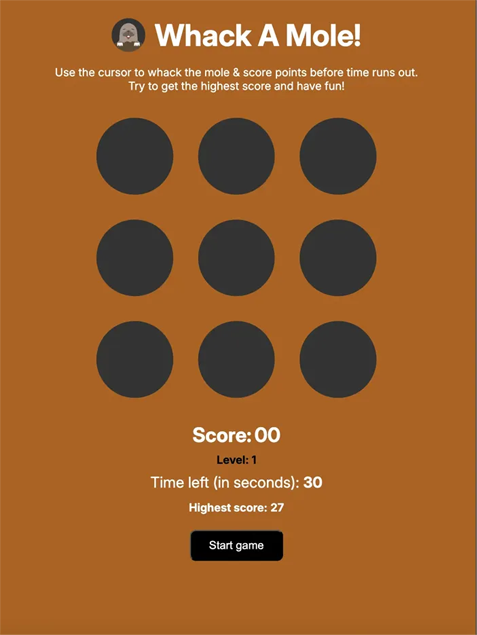 Whack A Mole!
Use the cursor to whack the mole & score points before time runs out.
Try to get the highest score and have fun!
Score: 00
Level: 1
Time left (in seconds): 30
Highest score: 27
Start game